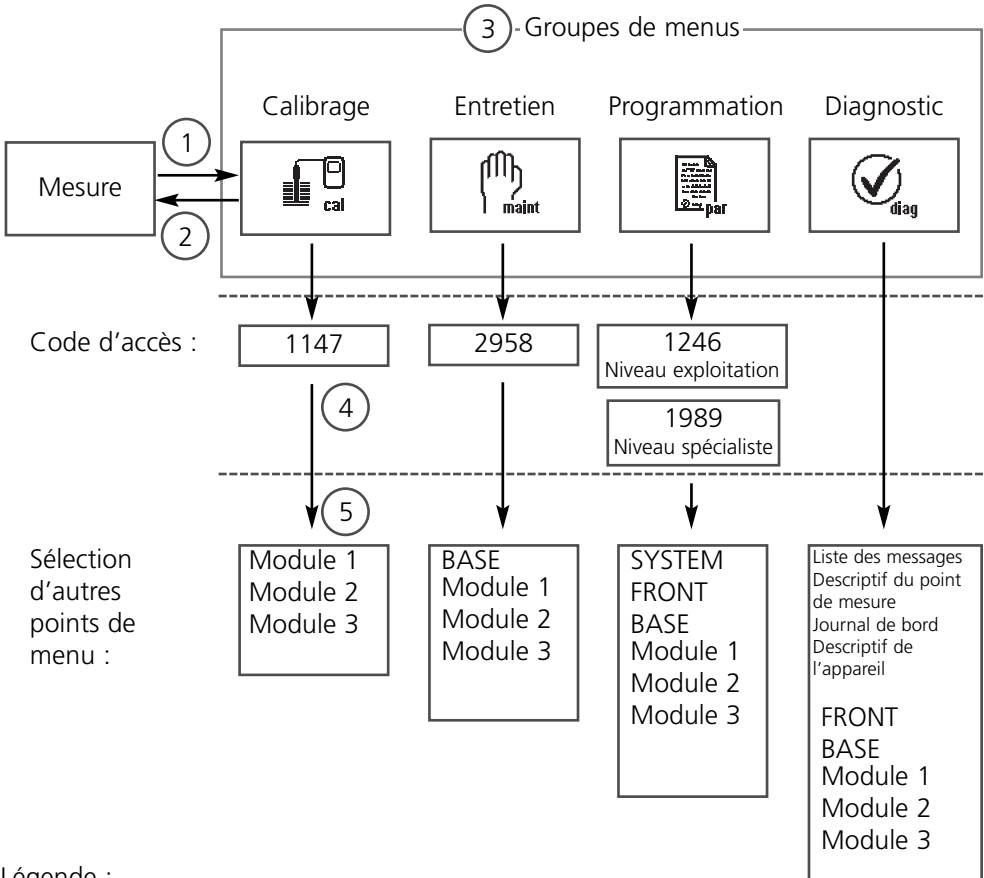 3 Groupes de menus
Calibrage Entretien Programmation Diagnostic
Mesure
1
2
cal
maint
par
diag
Code d'accès :
1147
2958
1246
Niveau exploitation
1989
Niveau spécialiste
4
5
Sélection
d'autres
points de
menu :
Module 1
Module 2
Module 3
BASE
Module 1
Module 2
Module 3
SYSTEM
FRONT
BASE
Module 1
Module 2
Module 3
Liste des messages
Descriptif du point
de mesure
Journal de bord
Descriptif de
l'appareil
FRONT
BASE
Module 1
Module 2
Module 3
Légende :